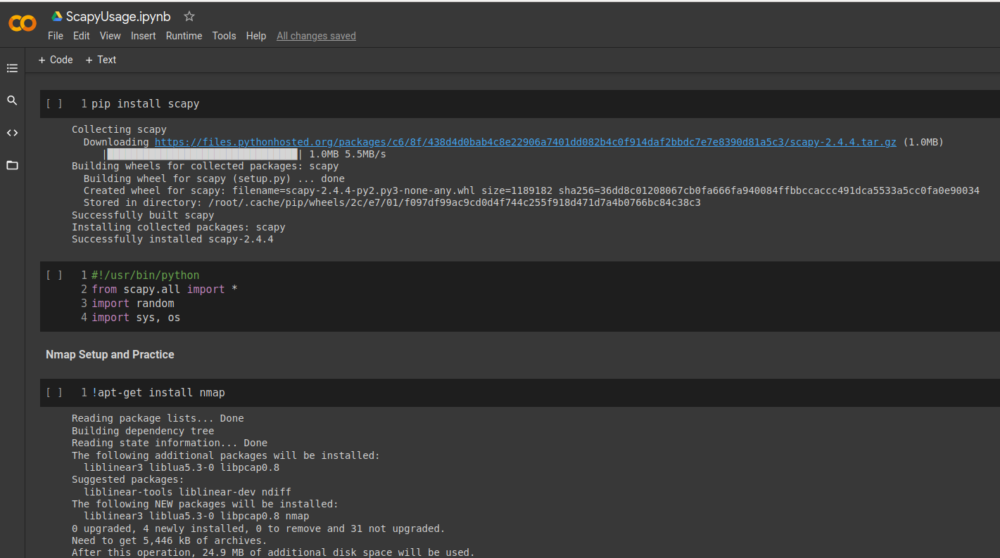 ScapyUsage.ipynb
File Edit View Insert Runtime Tools Help All changes saved
+ Code + Text
[ ] 1 pip install scapy
Collecting scapy
Downloading https://files.pythonhosted.org/packages/c6/8f/438d4d0bab4c8e22906a7401dd082b4c0f914daf2bbdc7e7e8390d81a5c3/scapy-2.4.4.tar.gz (1.0MB)
|████████████████████████████████| 1.0MB 5.5MB/s
Building wheels for collected packages: scapy
Building wheel for scapy (setup.py) ... done
Created wheel for scapy: filename=scapy-2.4.4-py2.py3-none-any.whl size=1189182 sha256=36dd8c01208067cb0fa666fa940084ffbbccaccc491dca5533a5cc0fa0e90034
Stored in directory: /root/.cache/pip/wheels/2c/e7/01/f097df99ac9cd0d4f744c255f918d471d7a4b0766bc84c38c3
Successfully built scapy
Installing collected packages: scapy
Successfully installed scapy-2.4.4
[ ] 1 #!/usr/bin/python
2 from scapy.all import *
3 import random
4 import sys, os
Nmap Setup and Practice
[ ] 1 !apt-get install nmap
Reading package lists... Done
Building dependency tree
Reading state information... Done
The following additional packages will be installed:
liblinear3 liblua5.3-0 libpcap0.8
Suggested packages:
liblinear-tools liblinear-dev ndiff
The following NEW packages will be installed:
liblinear3 liblua5.3-0 libpcap0.8 nmap
0 upgraded, 4 newly installed, 0 to remove and 31 not upgraded.
Need to get 5,446 kB of archives.
After this operation, 24.9 MB of additional disk space will be used.